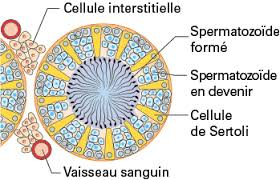 Cellule interstitielle
Spermatozoïde
formé
Spermatozoïde
en devenir
Cellule
de Sertoli
Vaisseau sanguin